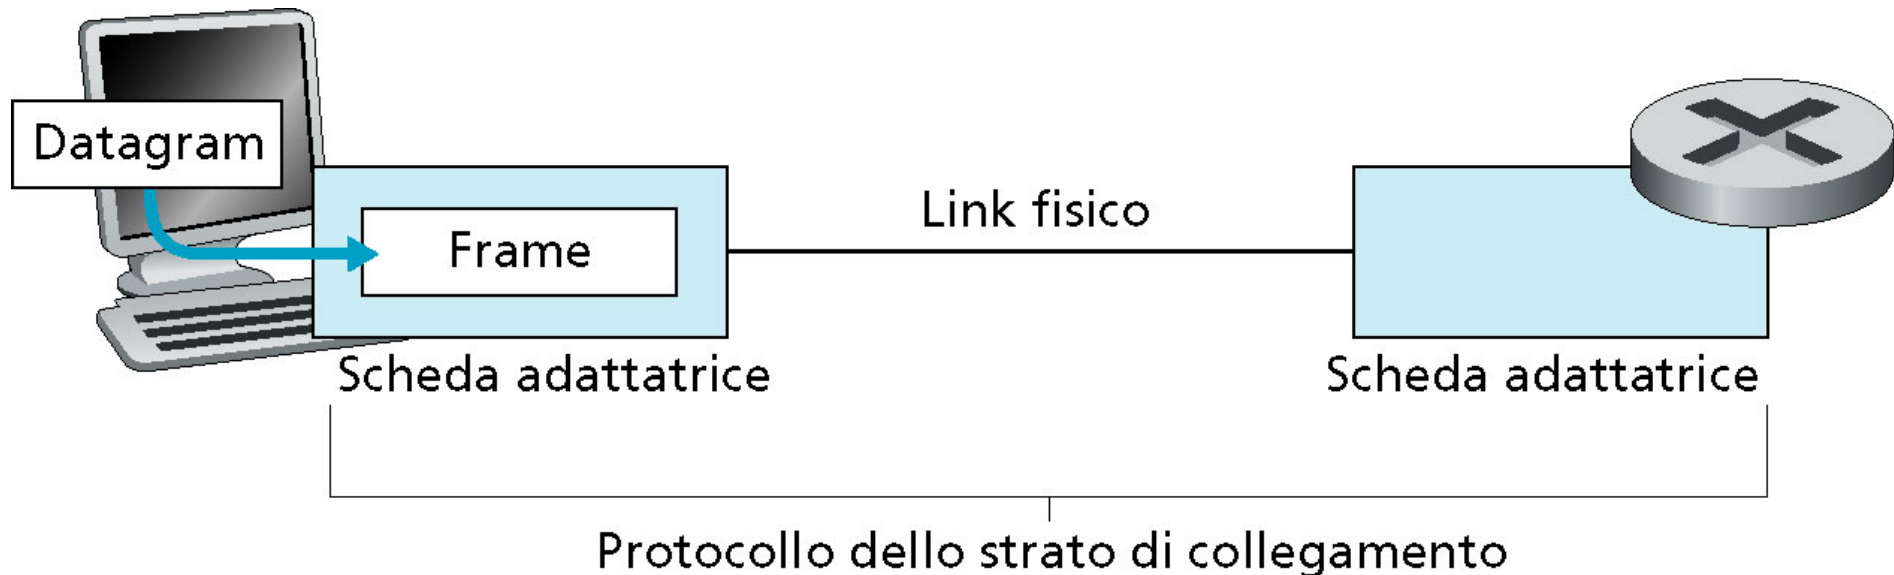 Datagram
Frame
Link fisico
Scheda adattatrice
Scheda adattatrice
Protocollo dello strato di collegamento